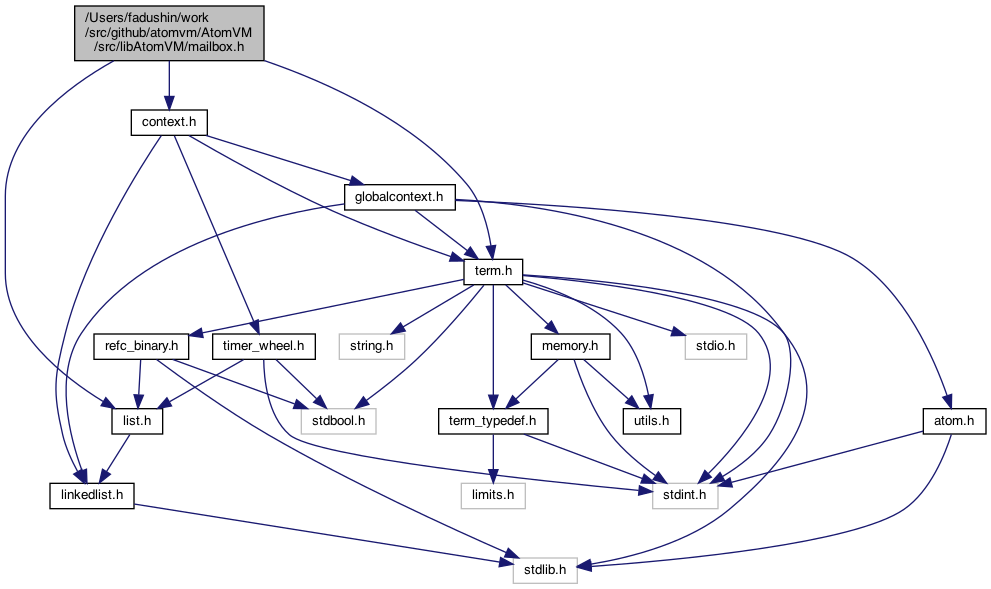 /Users/fadushin/work
/src/github/atomvm/AtomVM
/src/libAtomVM/mailbox.h
context.h
globalcontext.h
term.h
refc_binary.h
timer_wheel.h
string.h
memory.h
stdio.h
list.h
stdbool.h
term_typedef.h
utils.h
atom.h
linkedlist.h
limits.h
stdint.h
stdlib.h